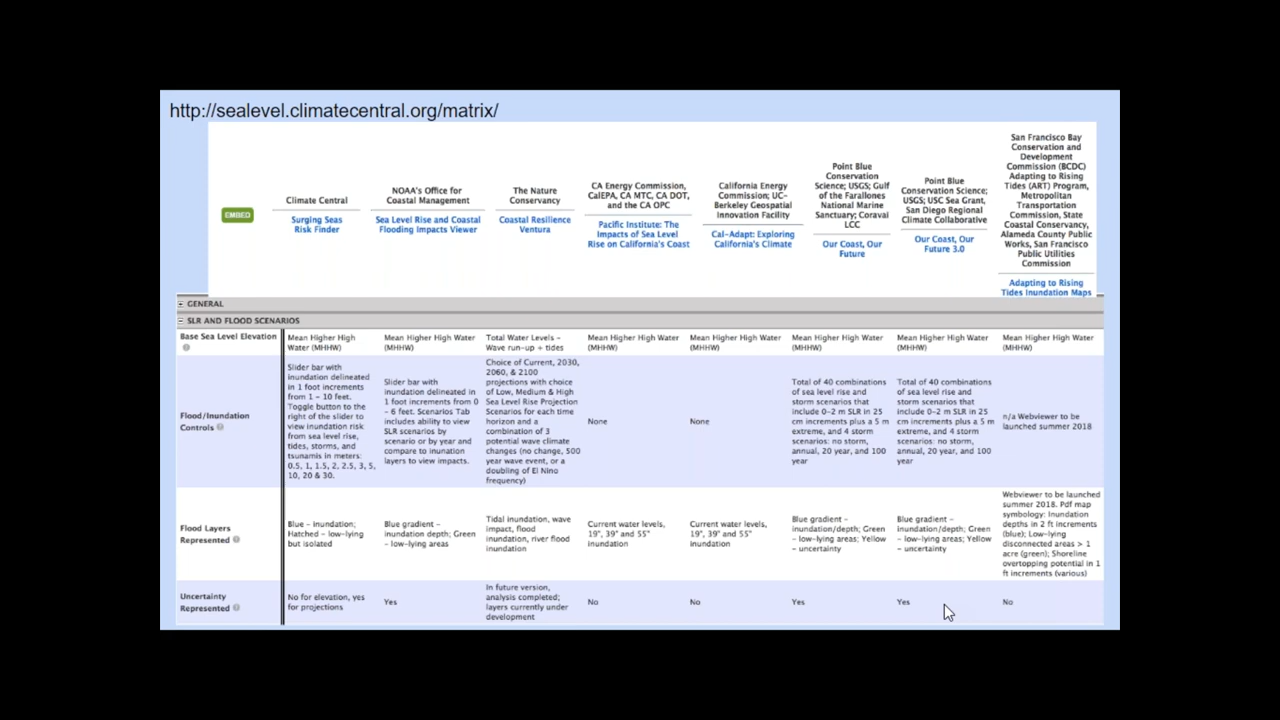 http://sealevel.climatecentral.org/matrix/
EMBED
Climate Central
Surging Seas
Risk Finder
NOAA's Office for
Coastal Management
Sea Level Rise and Coastal
Flooding Impacts Viewer
The Nature
Conservancy
Coastal Resilience
Ventura
CA Energy Commission,
CalEPA, CA MTC, CA DOT,
and the CA OPC
Pacific Institute: The
Impacts of Sea Level
Rise on California's Coast
California Energy
Commission; UC-
Berkeley Geospatial
Innovation Facility
Cal-Adapt: Exploring
California's Climate
Point Blue
Conservation
Science; USGS; Gulf
of the Farallones
National Marine
Sanctuary; Coraval
LCC
Our Coast, Our
Future
Point Blue
Conservation Science;
USGS; USC Sea Grant,
San Diego Regional
Climate Collaborative
Our Coast, Our
Future 3.0
San Francisco Bay
Conservation and
Development
Commission (BCDC)
Adapting to Rising
Tides (ART) Program,
Metropolitan
Transportation
Commission, State
Coastal Conservancy,
Alameda County Public
Works, San Francisco
Public Utilities
Commission
Adapting to Rising
Tides Inundation Maps
GENERAL
SLR AND FLOOD SCENARIOS
Base Sea Level Elevation
Mean Higher High
Water (MHHW)
Mean Higher High Water
(MHHW)
Total Water Levels –
Wave run-up + tides
Mean Higher High Water
(MHHW)
Mean Higher High Water
(MHHW)
Mean Higher High Water
(MHHW)
Mean Higher High Water
(MHHW)
Mean Higher High Water
(MHHW)
Flood/Inundation
Controls
Slider bar with
inundation delineated
in 1 foot increments
from 1 – 10 feet.
Toggle button to the
right of the slider to
view inundation risk
from sea level rise,
tides, storms, and
tsunamis in meters:
0.5, 1, 1.5, 2, 2.5, 3, 5,
10, 20 & 30.
Slider bar with
inundation delineated in
1 foot increments from 0
– 6 feet. Scenarios Tab
includes ability to view
SLR scenarios by
scenario or by year and
compare to inundation
layers to view impacts.
Choice of Current, 2030,
2060, & 2100
projections with choice
of Low, Medium & High
Sea Level Rise Projection
Scenarios for each time
horizon and a
combination of 3
potential wave climate
changes (no change, 500
year wave event, or a
doubling of El Nino
frequency)
None
None
Total of 40 combinations
of sea level rise and
storm scenarios that
include 0–2 m SLR in 25
cm increments plus a 5 m
extreme, and 4 storm
scenarios: no storm,
annual, 20 year, and 100
year
Total of 40 combinations
of sea level rise and
storm scenarios that
include 0–2 m SLR in 25
cm increments plus a 5 m
extreme, and 4 storm
scenarios: no storm,
annual, 20 year, and 100
year
n/a Webviewer to be
launched summer 2018
Flood Layers
Represented
Blue – inundation;
Hatched – low-lying
but isolated
Blue gradient –
inundation depth; Green
– low-lying areas
Tidal inundation, wave
impact, flood
inundation, river flood
inundation
Current water levels,
19", 39" and 55"
inundation
Current water levels,
19", 39" and 55"
inundation
Blue gradient –
inundation/depth; Green
– low-lying areas; Yellow
– uncertainty
Blue gradient –
inundation/depth; Green
– low-lying areas; Yellow
– uncertainty
Webviewer to be launched
summer 2018. Pdf map
symbology: Inundation
depths in 2 ft increments
(blue); Low-lying
disconnected areas > 1
acre (green); Shoreline
overtopping potential in 1
ft increments (various)
Uncertainty
Represented
No for elevation, yes
for projections
Yes
In future version,
analysis completed;
layers currently under
development
No
No
Yes
Yes
No